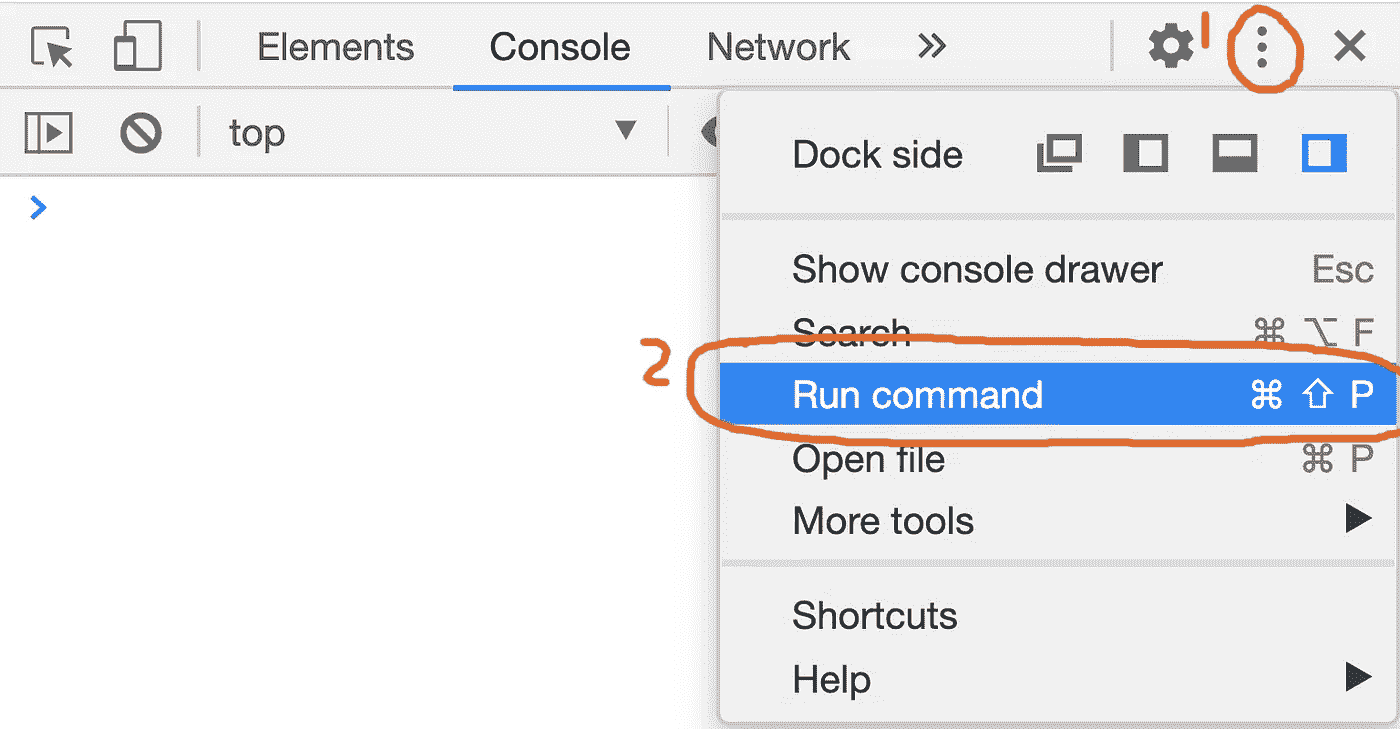 Elements Console Network » 1
top
Dock side
Show console drawer Esc
Search ⌘ ⌥ F
2
Run command ⌘ ⇧ P
Open file ⌘ P
More tools
Shortcuts
Help